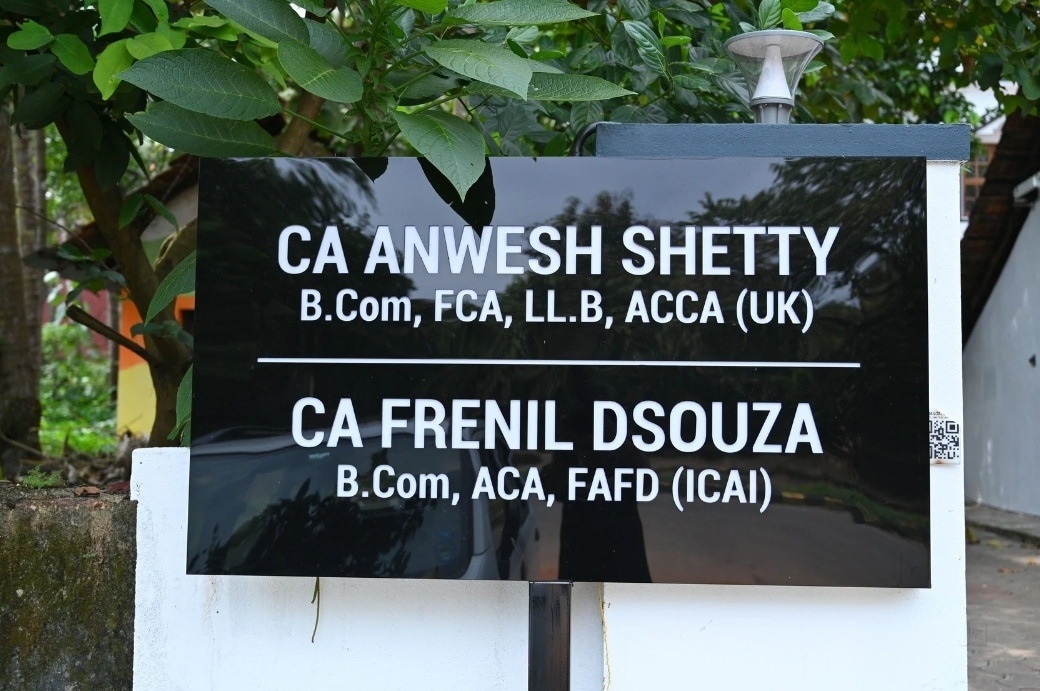 CA ANWESH SHETTY
B.Com, FCA, LL.B, ACCA (UK)
CA FRENIL DSOUZA
B.Com, ACA, FAFD (ICAI)